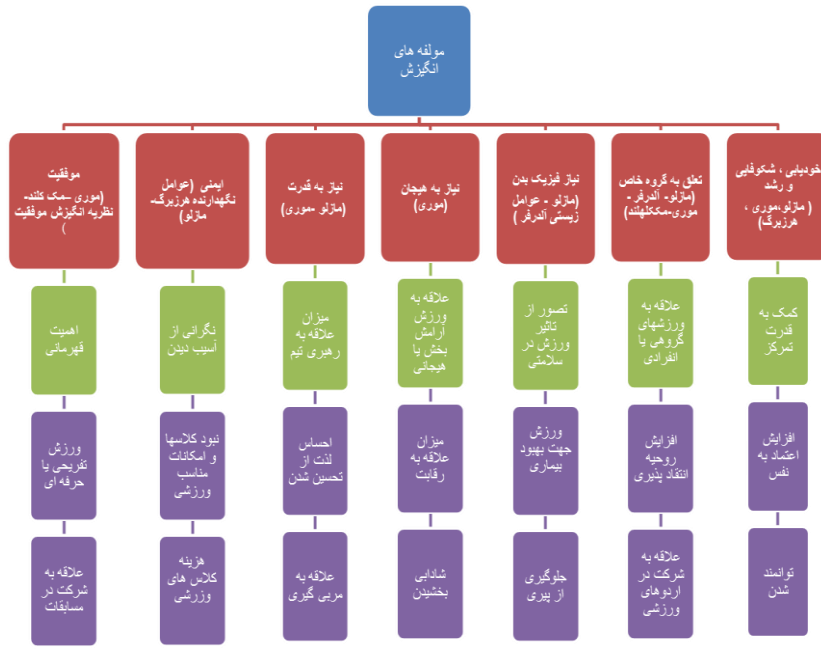 مولفه های
انگیزش
خودیابی ، شکوفایی
و رشد
( مازلو،موری ،
هرزبرگ)
تعلق به گروه خاص
(مازلو- آلدرفر -
موری-مککلهلند)
نیاز فیزیک بدن
(مازلو - عوامل
زیستی آلدرفر )
نیاز به هیجان
(موری)
نیاز به قدرت
(مازلو -موری)
ایمنی (عوامل
نگهدارنده هرزبرگ-
مازلو)
موفقیت
(موری –مک کلند-
نظریه انگیزش موفقیت
)
کمک به
قدرت
تمرکز
علاقه به
ورزشهای
گروهی یا
انفرادی
تصور از
تاثیر
ورزش در
سلامتی
علاقه به
ورزش
آرامش
بخش یا
هیجانی
میزان
علاقه به
رهبری تیم
نگرانی از
آسیب دیدن
اهمیت
قهرمانی
افزایش
اعتماد به
نفس
افزایش
روحیه
انتقاد پذیری
ورزش
جهت بهبود
بیماری
میزان
علاقه به
رقابت
احساس
لذت از
تحسین شدن
نبود کلاسها
و امکانات
مناسب
ورزشی
ورزش
تفریحی یا
حرفه ای
توانمند
شدن
علاقه به
شرکت در
اردوهای
ورزشی
جلوگیری
از پیری
شادابی
بخشیدن
علاقه به
مربی گیری
هزینه
کلاس های
وزرشی
علاقه به
شرکت در
مسابقات